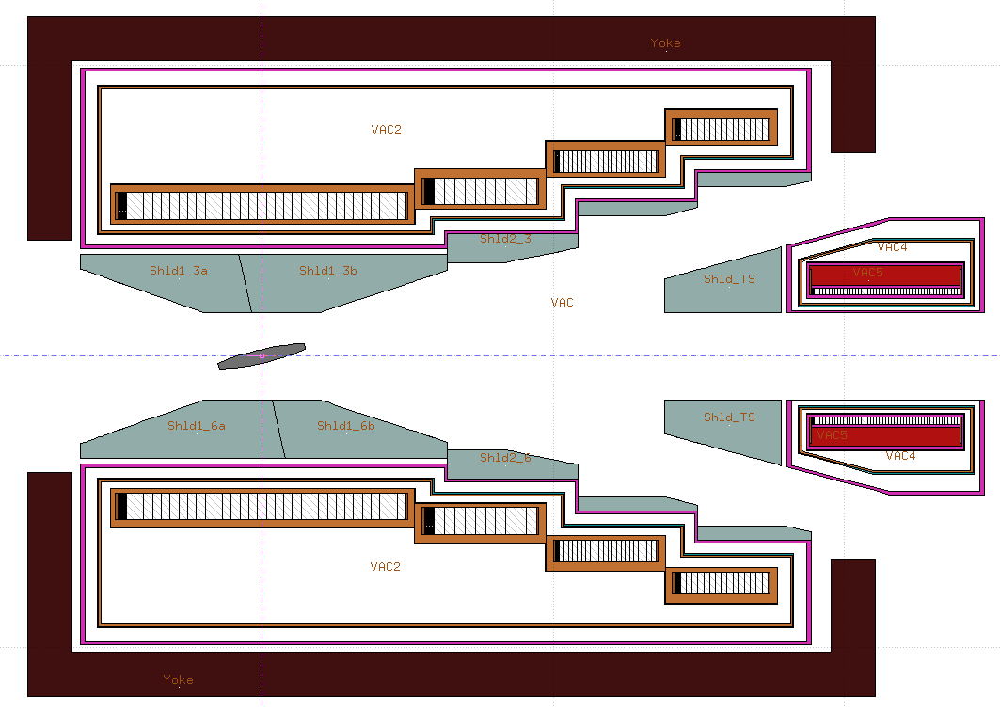 Yoke
VAC2
Shld2_3
VAC4
Shld1_3a
Shld1_3b
VAC5
Shld_TS
VAC
Shld_TS
Shld1_6a
Shld1_6b
VAC5
VAC4
Shld2_6
VAC2
Yoke